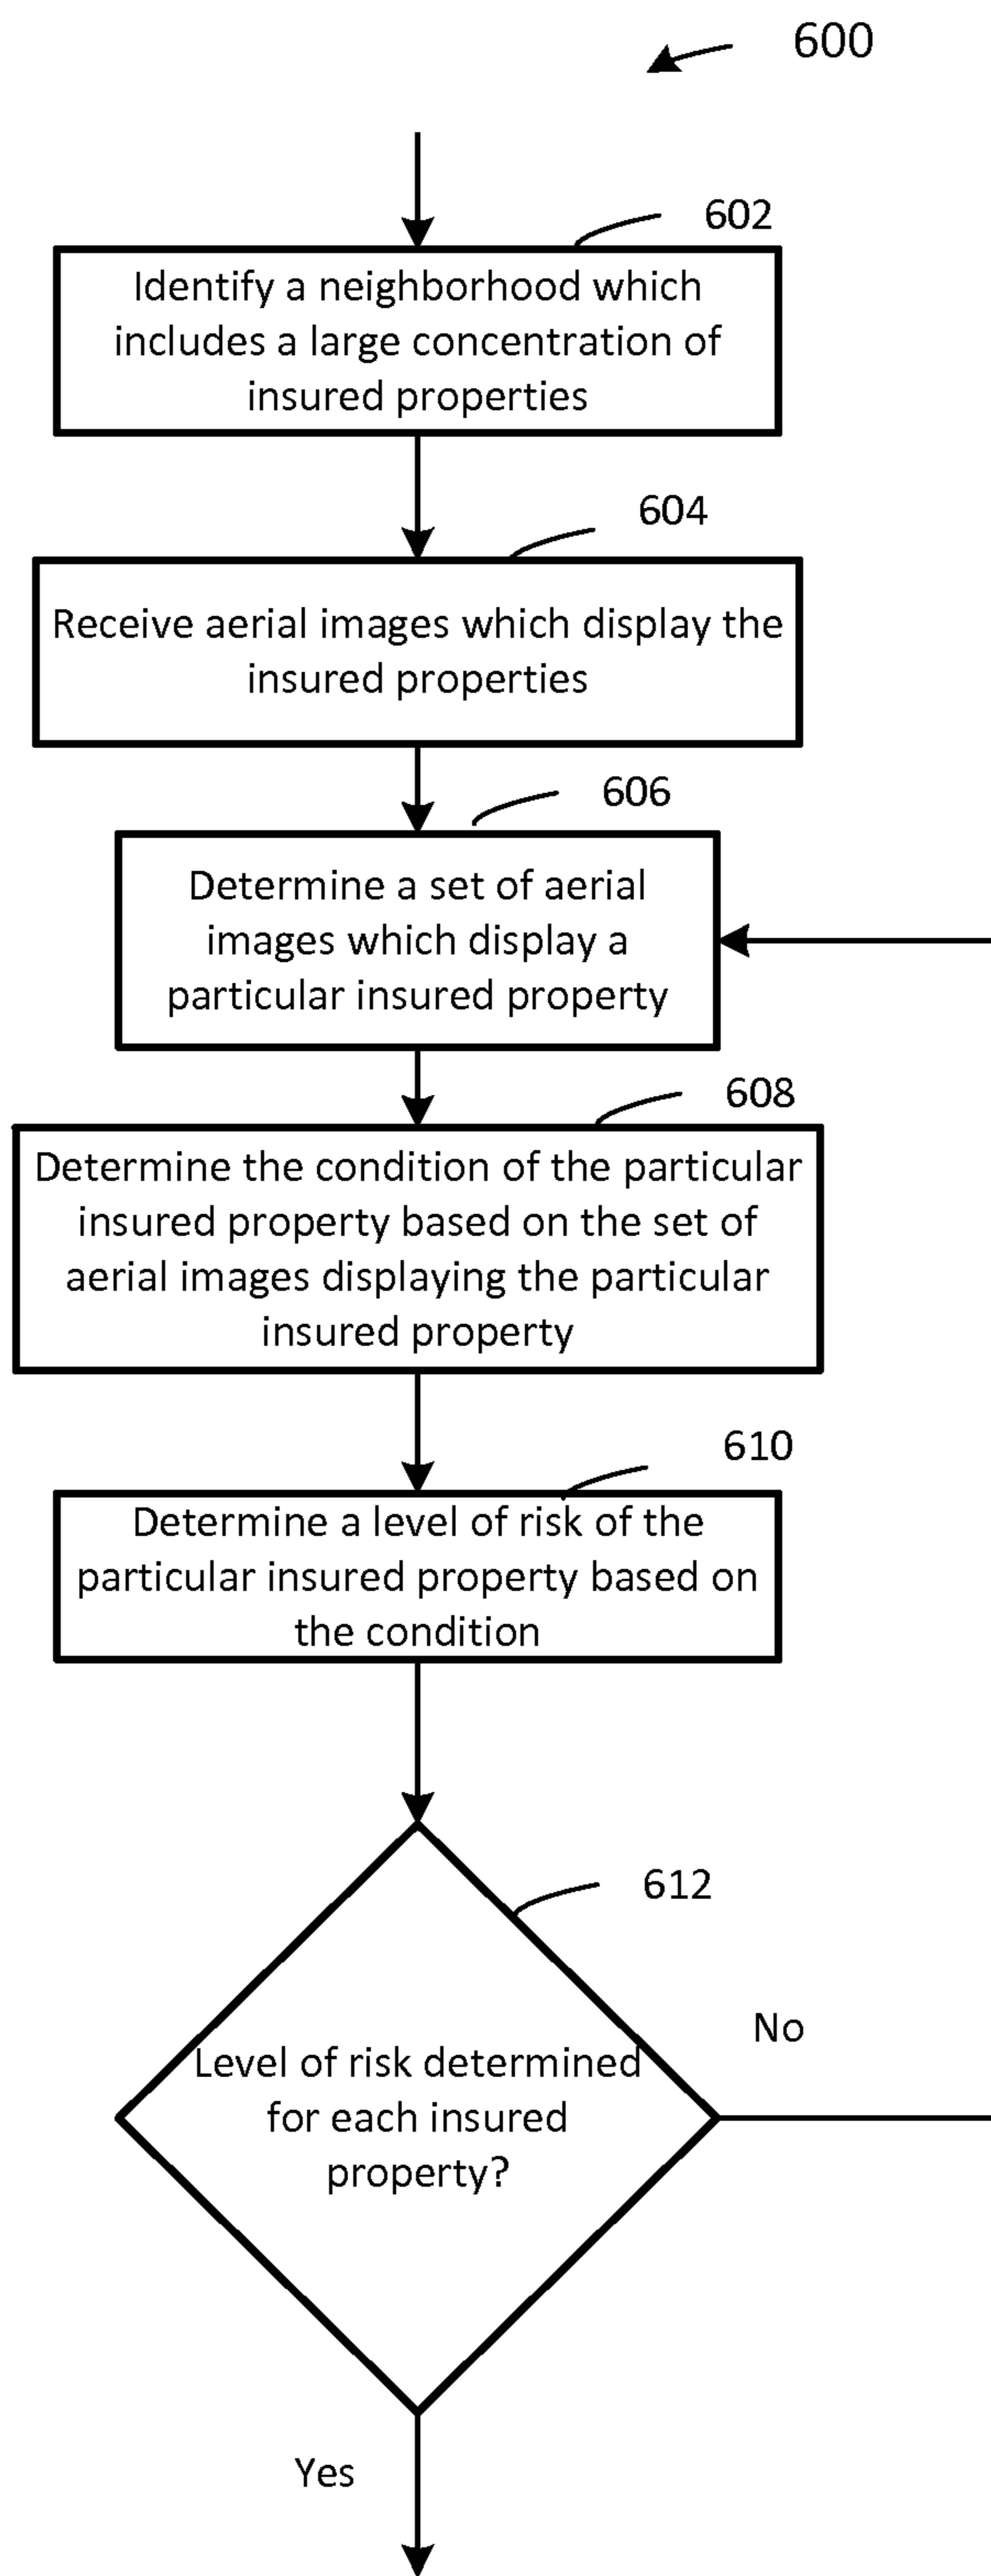 600
602
Identify a neighborhood which
includes a large concentration of
insured properties
604
Receive aerial images which display the
insured properties
606
Determine a set of aerial
images which display a
particular insured property
608
Determine the condition of the particular
insured property based on the set of
aerial images displaying the particular
insured property
610
Determine a level of risk of the
particular insured property based on
the condition
612
No
Level of risk determined
for each insured
property?
Yes